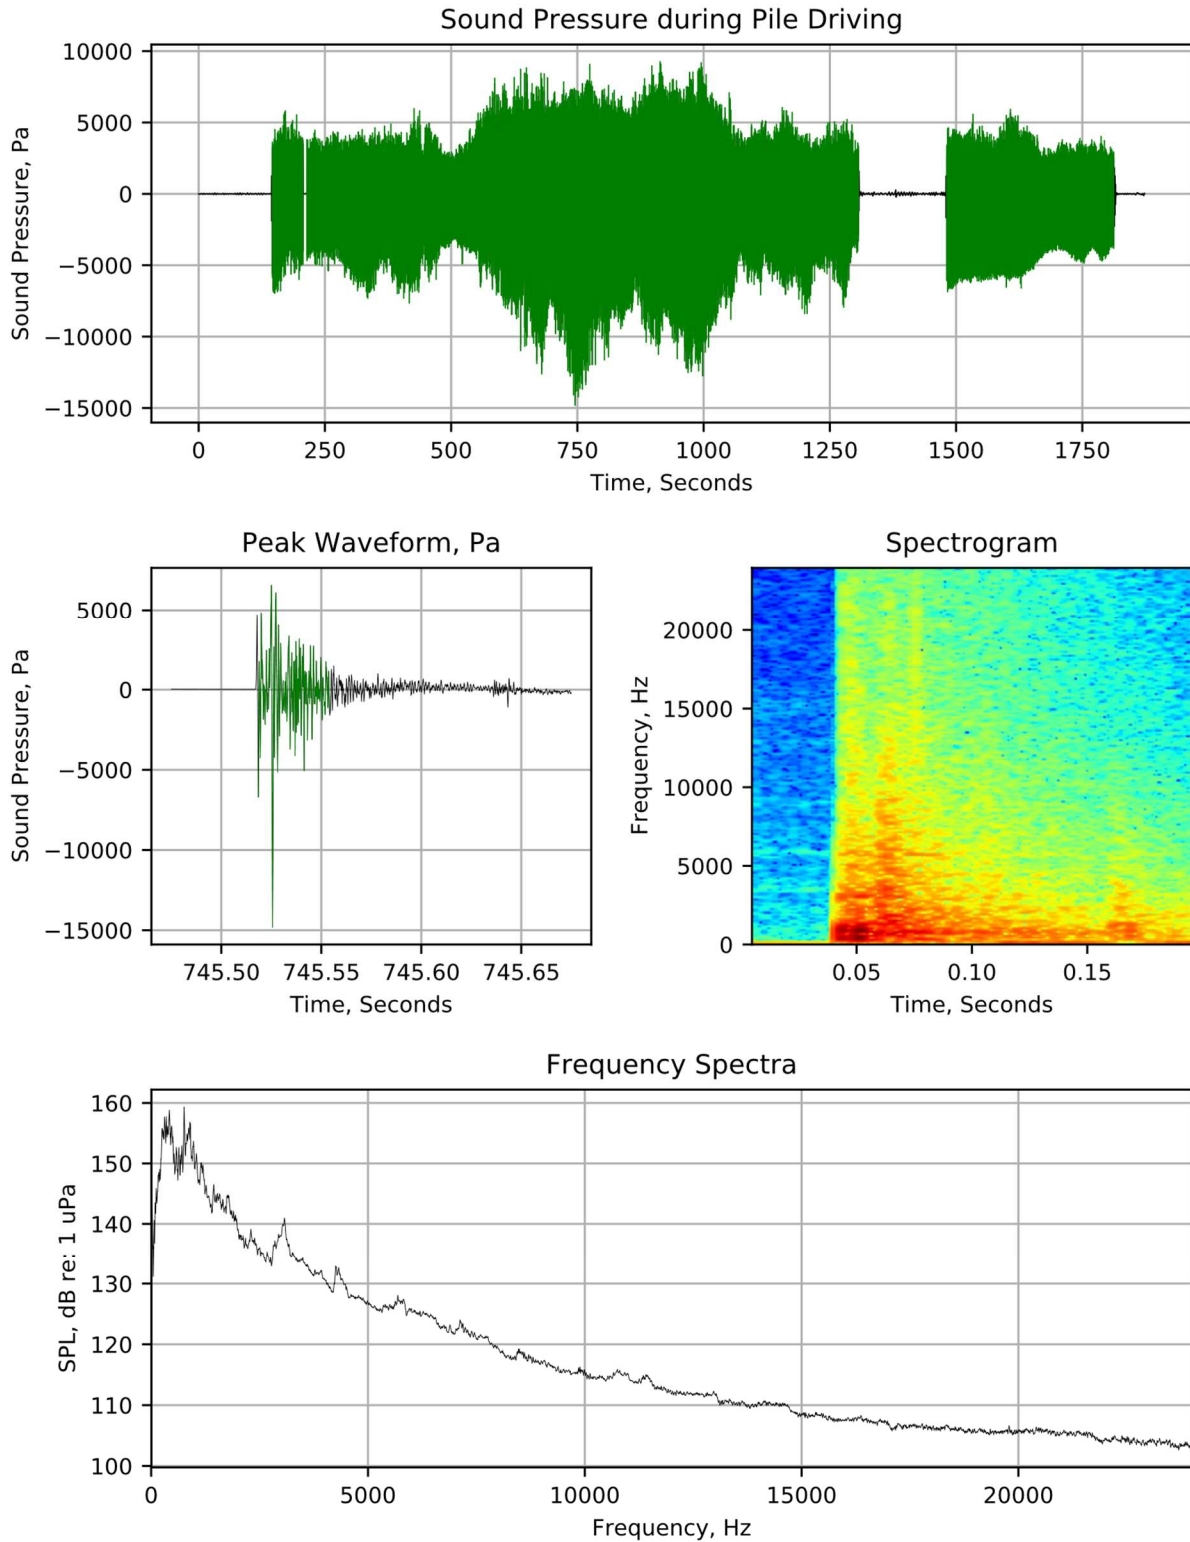 Sound Pressure during Pile Driving
10000
5000
0
−5000
−10000
−15000
Sound Pressure, Pa
0 250 500 750 1000 1250 1500 1750
Time, Seconds
Peak Waveform, Pa
5000
0
−5000
−10000
−15000
Sound Pressure, Pa
745.50 745.55 745.60 745.65
Time, Seconds
Spectrogram
20000
15000
10000
5000
0
Frequency, Hz
0.05 0.10 0.15
Time, Seconds
Frequency Spectra
160
150
140
130
120
110
100
SPL, dB re: 1 uPa
0 5000 10000 15000 20000
Frequency, Hz